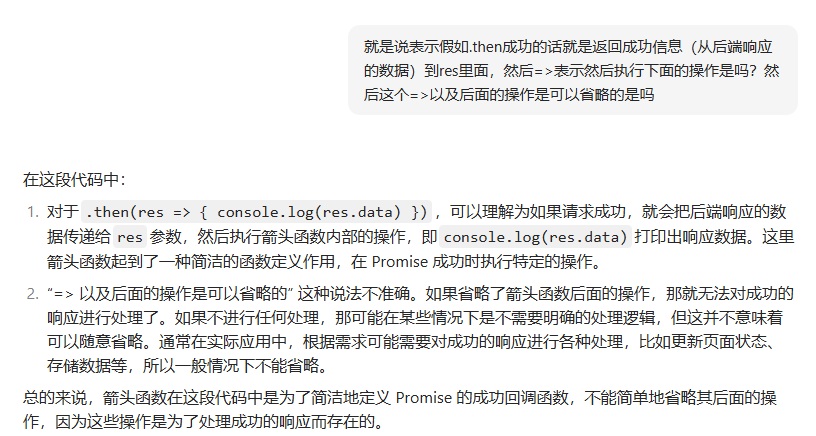 就是说表示假如.then成功的话就是返回成功信息（从后端响应
的数据）到res里面，然后=>表示然后执行下面的操作是吗？然
后这个=>以及后面的操作是可以省略的是吗
在这段代码中：
1. 对于 .then(res => { console.log(res.data) }) ，可以理解为如果请求成功，就会把后端响应的数
据传递给 res 参数，然后执行箭头函数内部的操作，即 console.log(res.data) 打印出响应数据。这里
箭头函数起到了一种简洁的函数定义作用，在 Promise 成功时执行特定的操作。
2. “=> 以及后面的操作是可以省略的” 这种说法不准确。如果省略了箭头函数后面的操作，那就无法对成功的
响应进行处理了。如果不进行任何处理，那可能在某些情况下是不需要明确的处理逻辑，但这并不意味着
可以随意省略。通常在实际应用中，根据需求可能需要对成功的响应进行各种处理，比如更新页面状态、
存储数据等，所以一般情况下不能省略。
总的来说，箭头函数在这段代码中是为了简洁地定义 Promise 的成功回调函数，不能简单地省略其后面的操
作，因为这些操作是为了处理成功的响应而存在的。